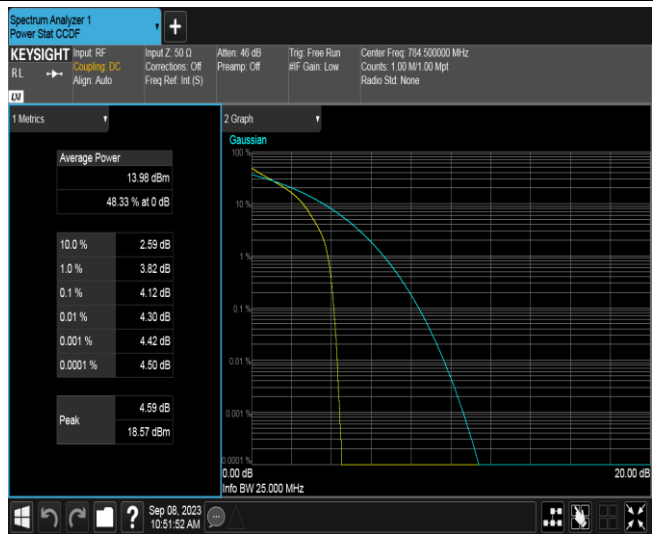 Spectrum Analyzer 1
Power Stat CCDF
+
KEYSIGHT
RL
LXI
Input: RF
Coupling: DC
Align: Auto
Input Z: 50 Ω
Corrections: Off
Freq Ref: Int (S)
Atten: 46 dB
Preamp: Off
Trig: Free Run
#IF Gain: Low
Center Freq: 784.500000 MHz
Counts: 1.00 M/1.00 Mpt
Radio Std: None
1 Metrics
Average Power
13.98 dBm
48.33 % at 0 dB
10.0 % 2.59 dB
1.0 % 3.82 dB
0.1 % 4.12 dB
0.01 % 4.30 dB
0.001 % 4.42 dB
0.0001 % 4.50 dB
Peak
4.59 dB
18.57 dBm
2 Graph
Gaussian
100 %
10 %
1 %
0.1 %
0.01 %
0.001 %
0.0001 %
0.00 dB 20.00 dB
Info BW 25.000 MHz
?
Sep 08, 2023
10:51:52 AM